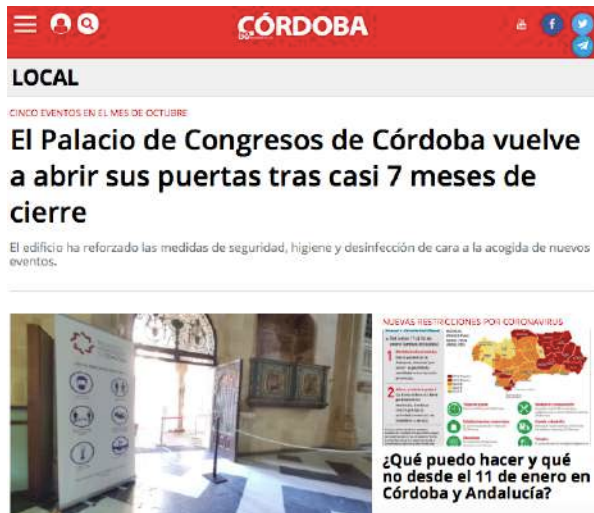 CÓRDOBA
LOCAL
CINCO EVENTOS EN EL MES DE OCTUBRE
El Palacio de Congresos de Córdoba vuelve
a abrir sus puertas tras casi 7 meses de
cierre
El edificio ha reforzado las medidas de seguridad, higiene y desinfección de cara a la acogida de nuevos
eventos.
NUEVAS RESTRICCIONES POR CORONAVIRUS
1
2
¿Qué puedo hacer y qué
no desde el 11 de enero en
Córdoba y Andalucía?